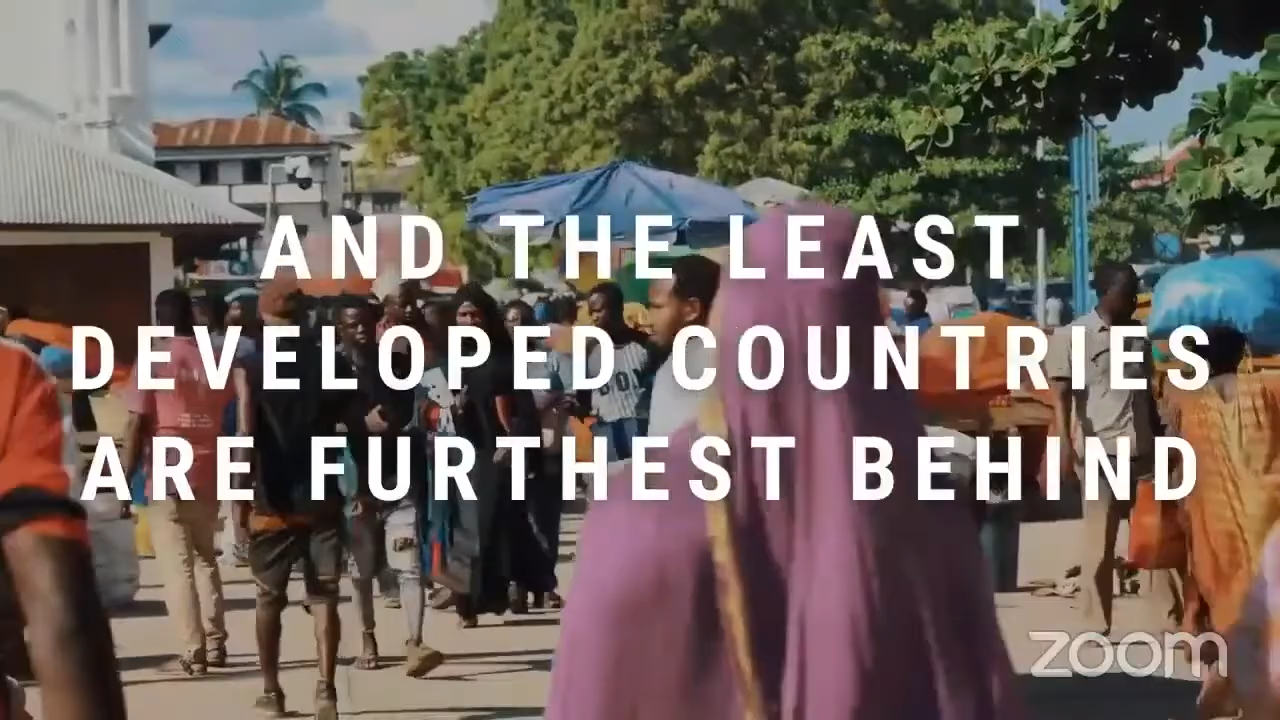 AND THE LEAST
DEVELOPED COUNTRIES
ARE FURTHEST BEHIND
zoom